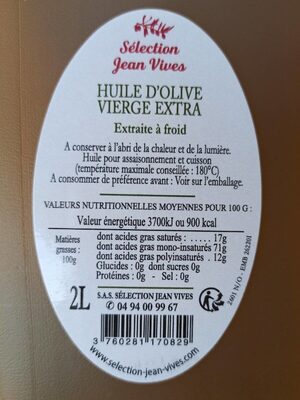 Sélection
Jean Vives
HUILE D'OLIVE
VIERGE EXTRA
Extraite à froid
A conserver à l'abri de la chaleur et de la lumière.
Huile pour assaisonnement et cuisson
(température maximale conseillée : 180°C)
A consommer de préférence avant : Voir sur l'emballage.
VALEURS NUTRITIONNELLES MOYENNES POUR 100 G :
Valeur énergétique 3700kJ ou 900 kcal
Matières grasses : 100g
dont acides gras saturés : ..... 17g
dont acides gras mono-insaturés 71g
dont acides gras polyinsaturés . 12g
Glucides : 0g dont sucres 0g
Protéines : 0g - Sel : 0g
2L
S.A.S. SÉLECTION JEAN VIVES
✆ 04 94 00 99 67
3 760281 170829
www.selection-jean-vives.com
2401 N/O - EMB 262201